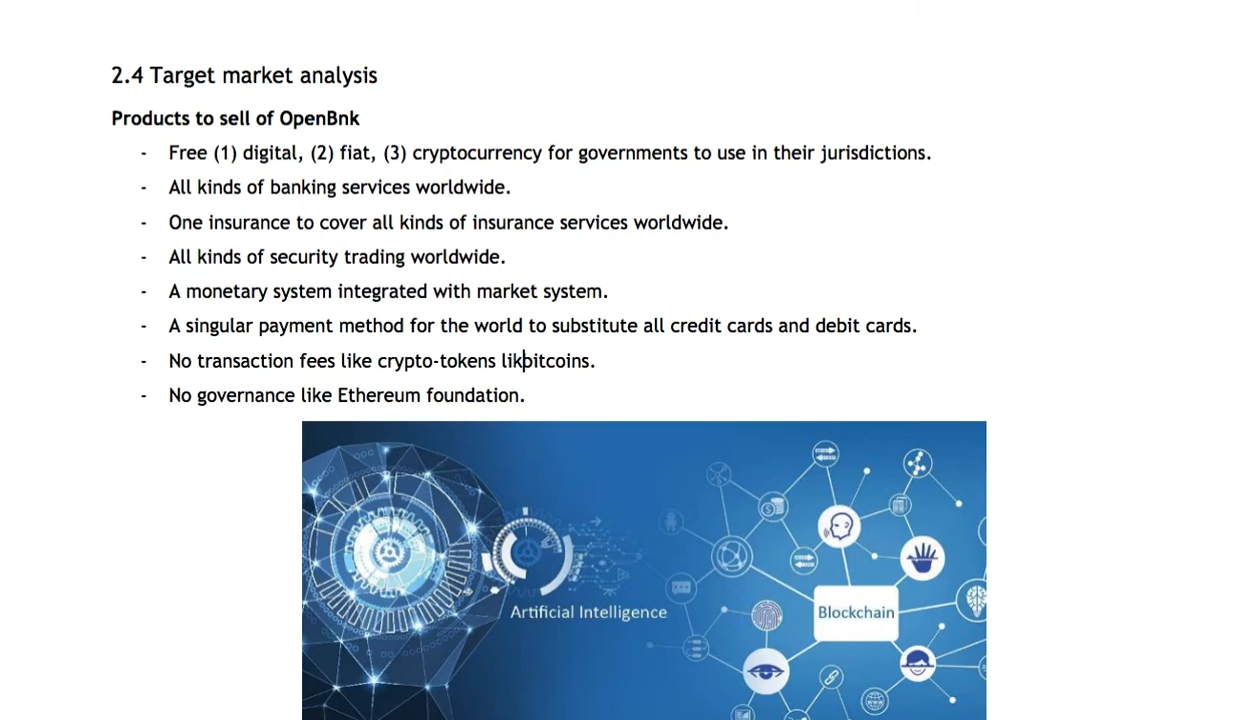 2.4 Target market analysis
Products to sell of OpenBnk
- Free (1) digital, (2) fiat, (3) cryptocurrency for governments to use in their jurisdictions.
- All kinds of banking services worldwide.
- One insurance to cover all kinds of insurance services worldwide.
- All kinds of security trading worldwide.
- A monetary system integrated with market system.
- A singular payment method for the world to substitute all credit cards and debit cards.
- No transaction fees like crypto-tokens likbitcoins.
- No governance like Ethereum foundation.
Artificial Intelligence
Blockchain
WWW